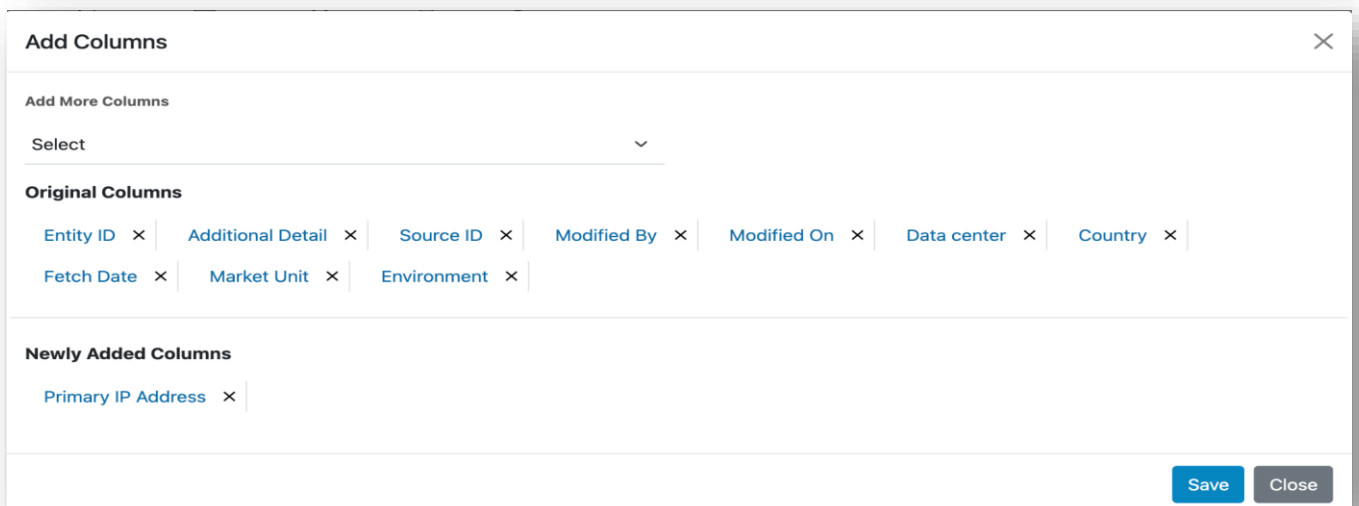 Add Columns
Add More Columns
Select
Original Columns
Entity ID Additional Detail Source ID Modified By Modified On Data center Country
Fetch Date Market Unit Environment
Newly Added Columns
Primary IP Address
Save Close